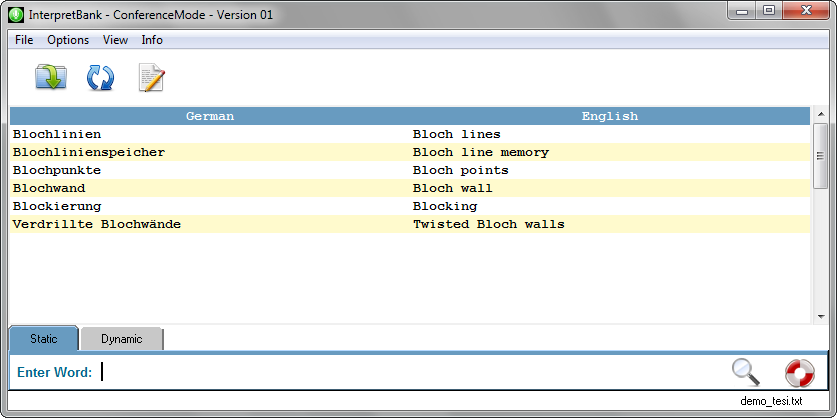 InterpretBank - ConferenceMode - Version 01
File Options View Info
German English
Blochlinien Bloch lines
Blochlinienspeicher Bloch line memory
Blochpunkte Bloch points
Blochwand Bloch wall
Blockierung Blocking
Verdrillte Blochwände Twisted Bloch walls
Static Dynamic
Enter Word:
demo_tesi.txt